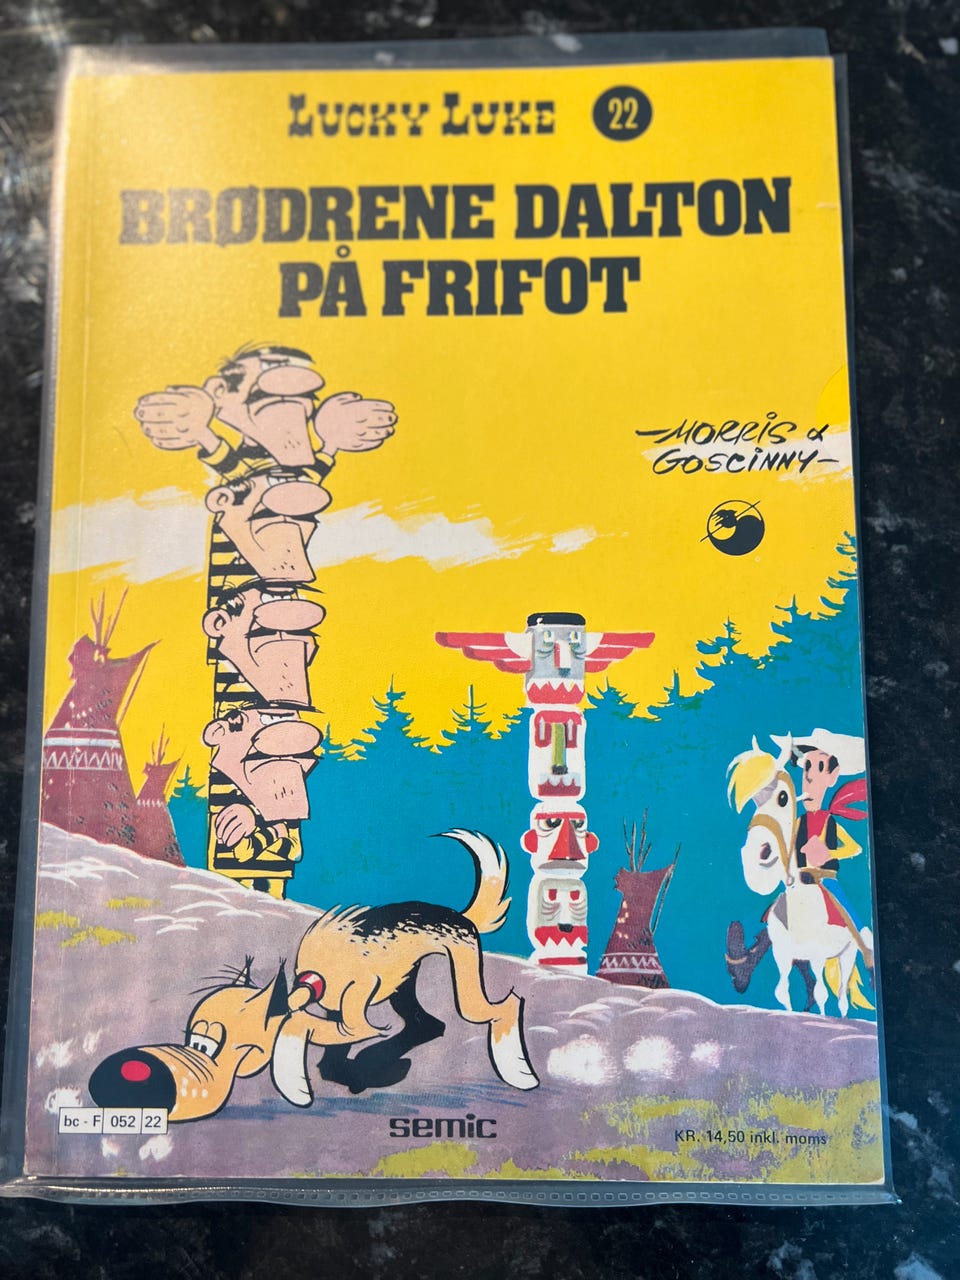 LUCKY LUKE 22
BRØDRENE DALTON
PÅ FRIFOT
—MORRIS &
GOSCINNY—
bc - F 052 22
semic
KR. 14,50 inkl. moms